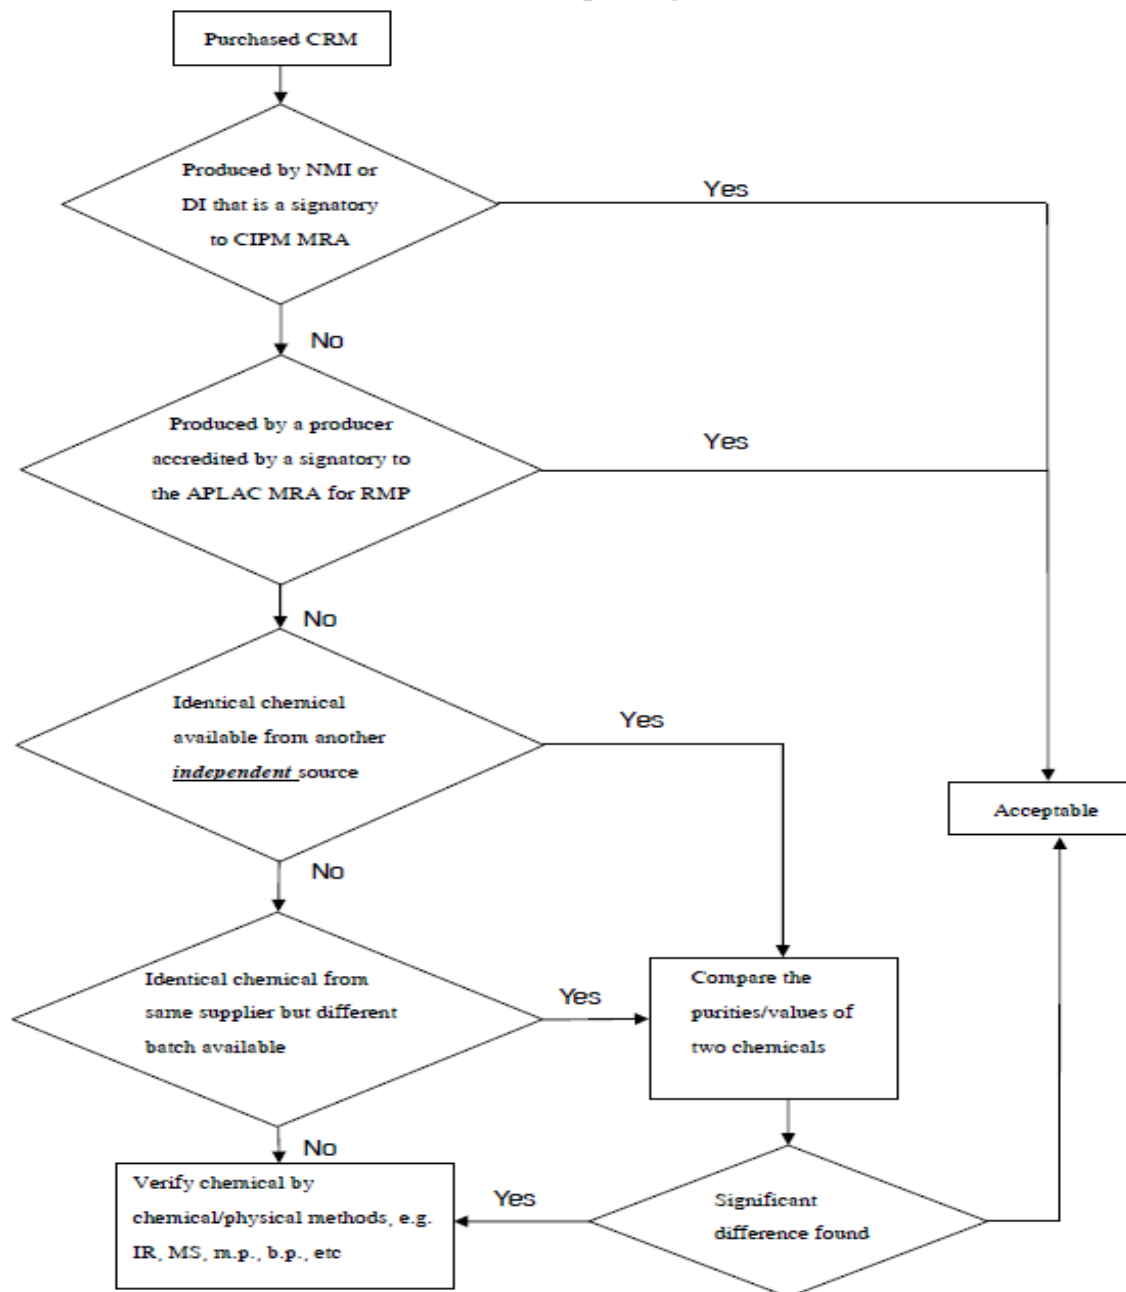 Purchased CRM
Produced by NMI or
DI that is a signatory
to CIPM MRA
Yes
No
Produced by a producer
accredited by a signatory to
the APLAC MRA for RMP
Yes
No
Identical chemical
available from another
independent source
Yes
Acceptable
No
Identical chemical from
same supplier but different
batch available
Yes
Compare the
purities/values of
two chemicals
No
Verify chemical by
chemical/physical methods, e.g.
IR, MS, m.p., b.p., etc
Yes
Significant
difference found